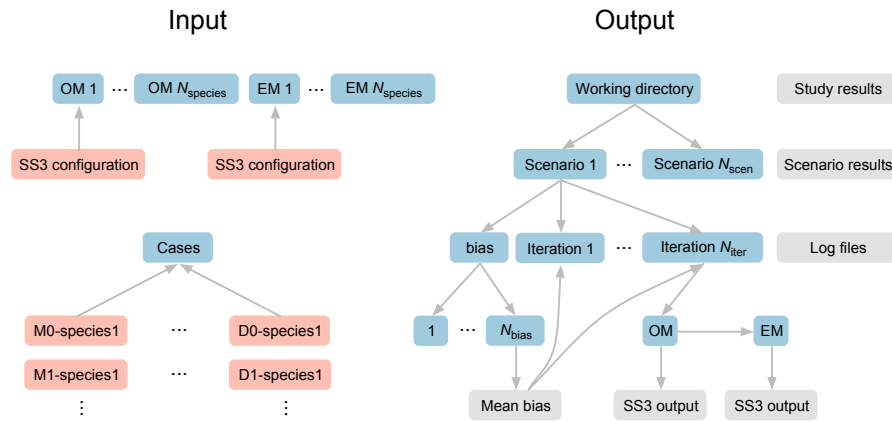 Input Output
OM 1 ... OM Nspecies EM 1 ... EM Nspecies Working directory Study results
SS3 configuration SS3 configuration Scenario 1 ... Scenario Nscen Scenario results
Cases bias Iteration 1 ... Iteration Niter Log files
M0-species1 ... D0-species1 1 ... Nbias OM EM
M1-species1 ... D1-species1 Mean bias SS3 output SS3 output
⋮ ⋮